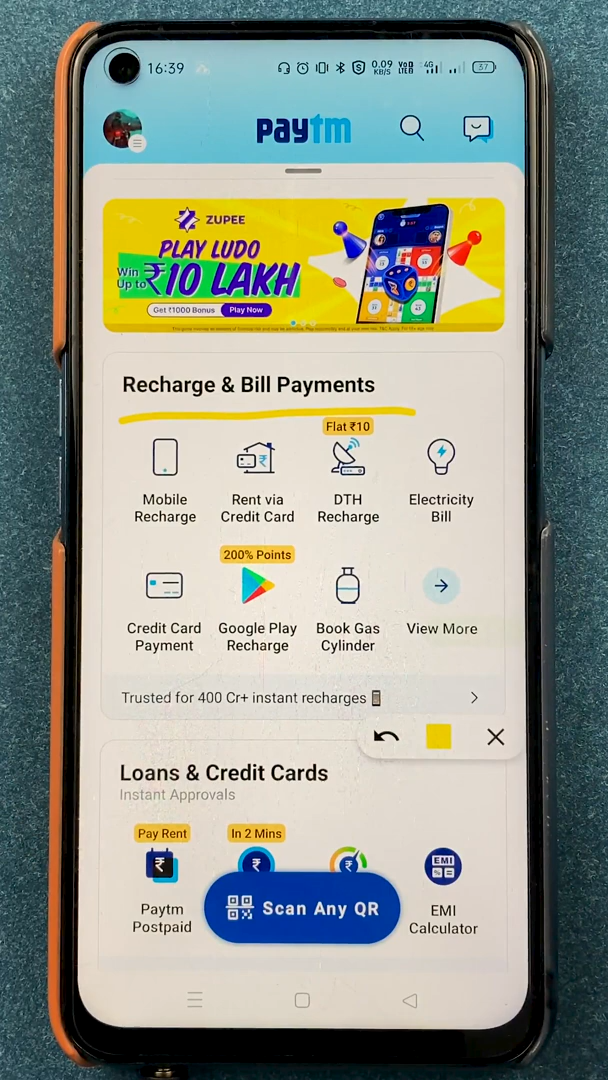 16:39
0.09 KB/S
VoD LTE
4G
37
paytm
ZUPEE
PLAY LUDO
Win Up to ₹10 LAKH
Get ₹1000 Bonus Play Now
Recharge & Bill Payments
Flat ₹10
Mobile Recharge
Rent via Credit Card
DTH Recharge
Electricity Bill
200% Points
Credit Card Payment
Google Play Recharge
Book Gas Cylinder
View More
Trusted for 400 Cr+ instant recharges
Loans & Credit Cards
Instant Approvals
Pay Rent
In 2 Mins
EMI
Paytm Postpaid
Scan Any QR
EMI Calculator